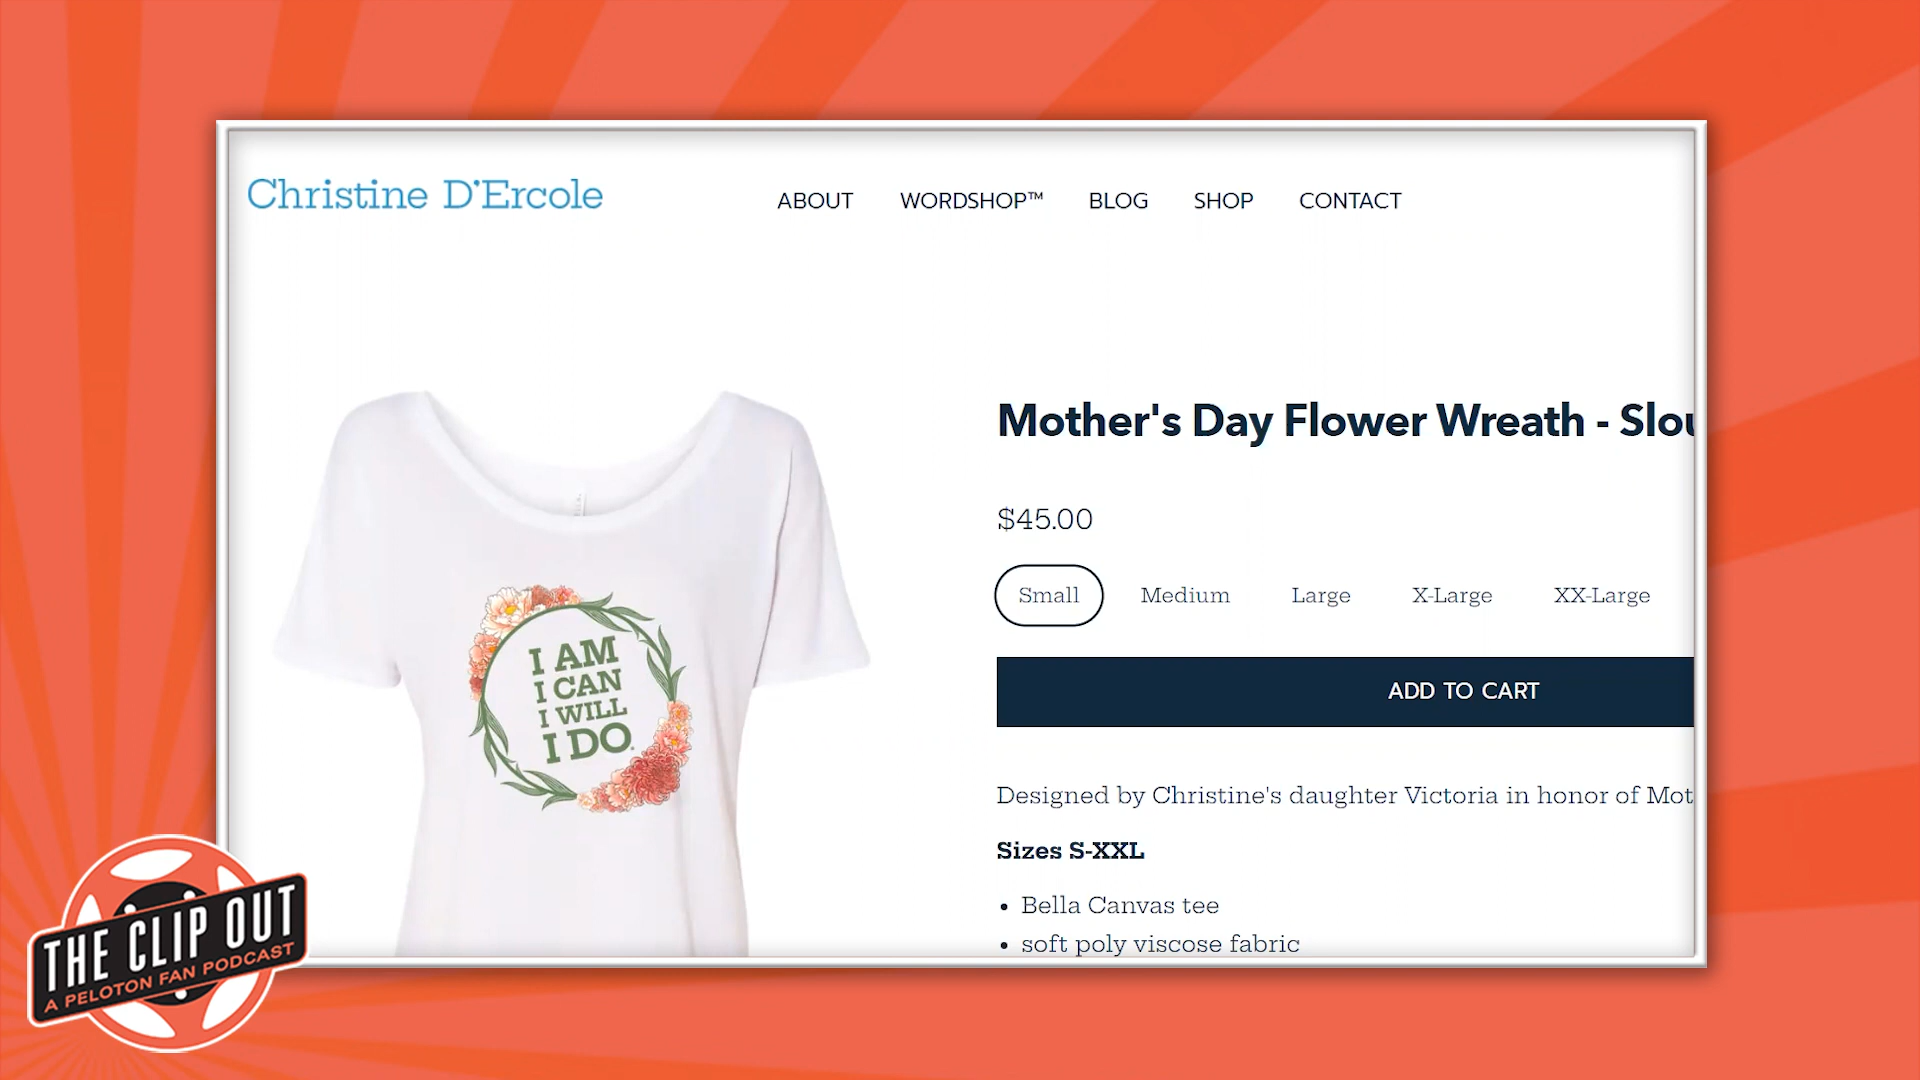 Christine D'Ercole
ABOUT WORDSHOP™ BLOG SHOP CONTACT
Mother's Day Flower Wreath - Slou
$45.00
Small Medium Large X-Large XX-Large
ADD TO CART
Designed by Christine's daughter Victoria in honor of Mot
Sizes S-XXL
• Bella Canvas tee
• soft poly viscose fabric
I AM
I CAN
I WILL
I DO.
THE CLIP OUT
A PELOTON FAN PODCAST